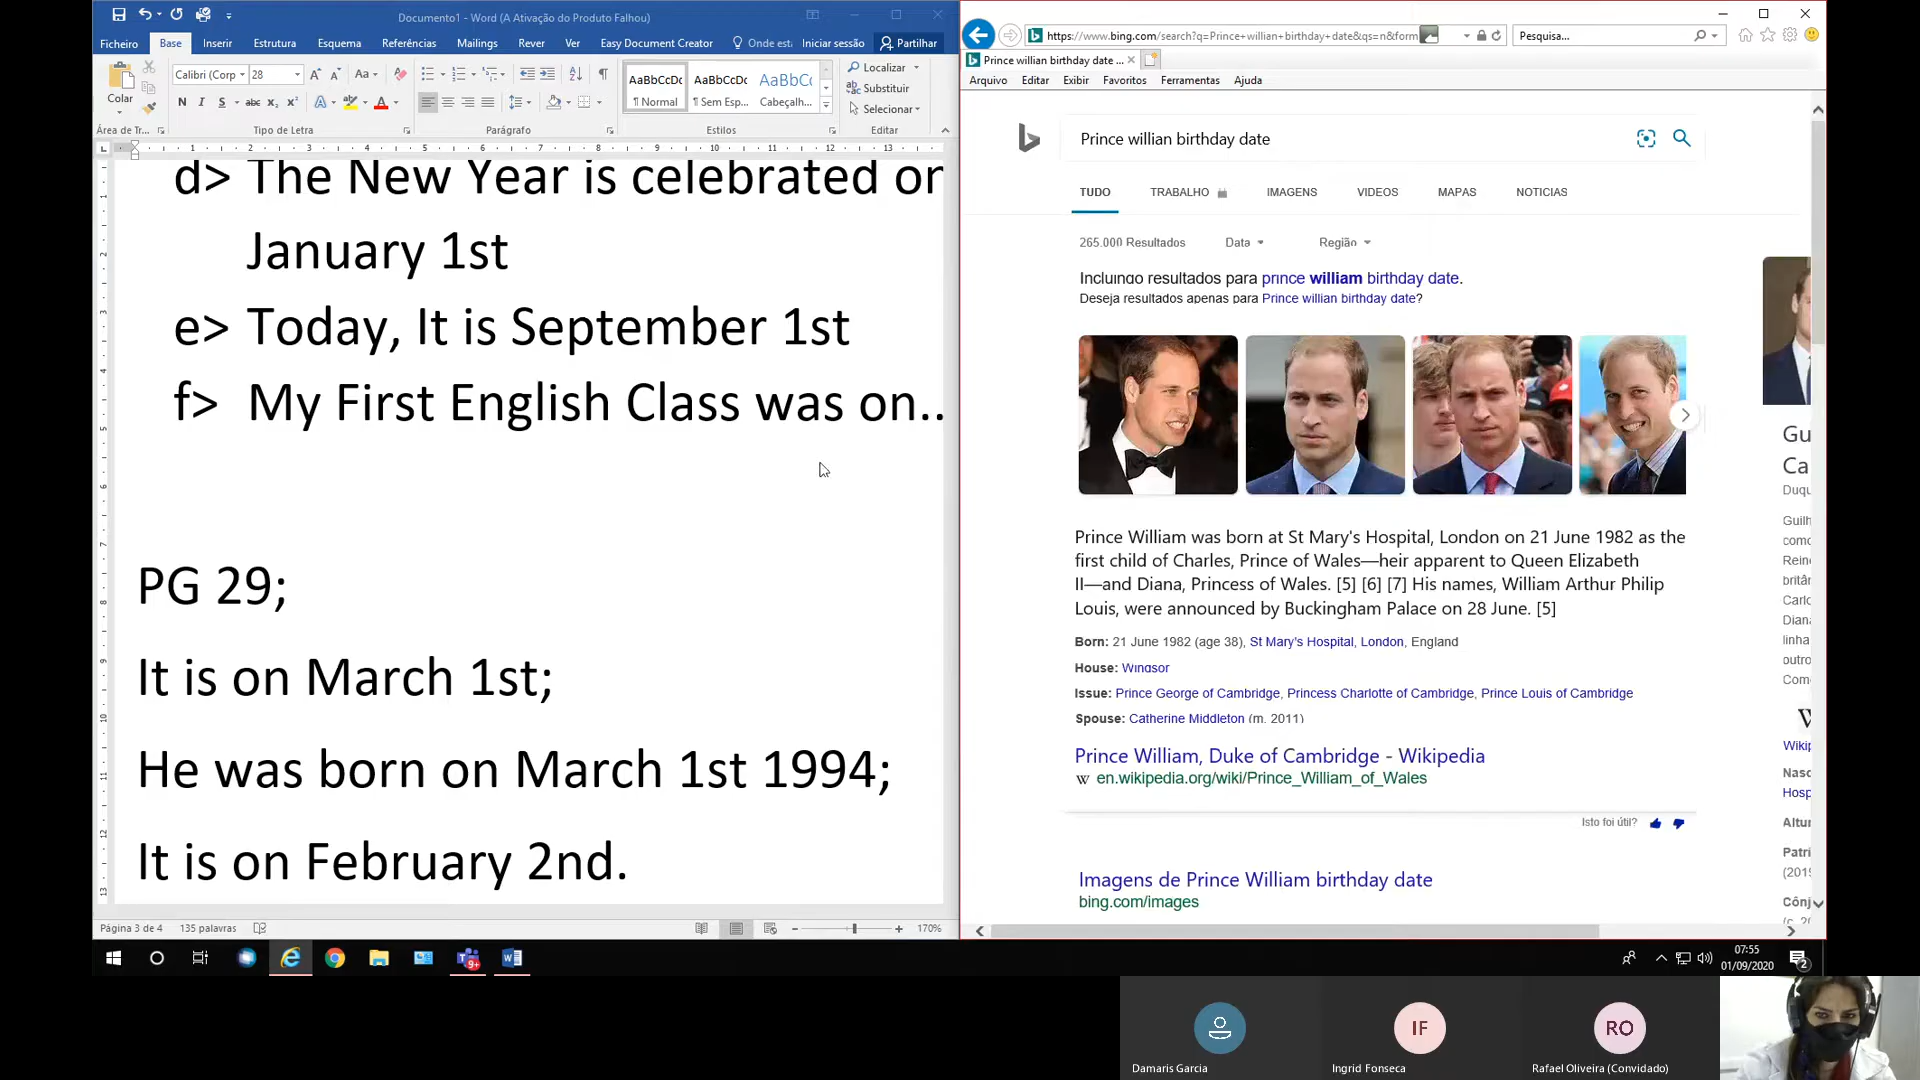 Documento1 - Word (A Ativação do Produto Falhou)
Ficheiro Base Inserir Estrutura Esquema Referências Mailings Rever Ver Easy Document Creator Onde est: Iniciar sessão Partilhar
Colar
Calibri (Corp 28
AaBbCcDc AaBbCcDc AaBbCc
¶ Normal ¶ Sem Esp... Cabeçalh...
Localizar
Substituir
Selecionar
Área de Tr... Tipo de Letra Parágrafo Estilos Editar
d> The New Year is celebrated on
January 1st
e> Today, It is September 1st
f> My First English Class was on..
PG 29;
It is on March 1st;
He was born on March 1st 1994;
It is on February 2nd.
Página 3 de 4 135 palavras 170%
https://www.bing.com/search?q=Prince+willian+birthday+date&qs=n&form
Pesquisa...
Prince willian birthday date ...
Arquivo Editar Exibir Favoritos Ferramentas Ajuda
Prince willian birthday date
TUDO TRABALHO IMAGENS VIDEOS MAPAS NOTICIAS
265.000 Resultados Data Região
Incluindo resultados para prince william birthday date.
Deseja resultados apenas para Prince willian birthday date?
Prince William was born at St Mary's Hospital, London on 21 June 1982 as the
first child of Charles, Prince of Wales—heir apparent to Queen Elizabeth
II—and Diana, Princess of Wales. [5] [6] [7] His names, William Arthur Philip
Louis, were announced by Buckingham Palace on 28 June. [5]
Born: 21 June 1982 (age 38), St Mary's Hospital, London, England
House: Windsor
Issue: Prince George of Cambridge, Princess Charlotte of Cambridge, Prince Louis of Cambridge
Spouse: Catherine Middleton (m. 2011)
Prince William, Duke of Cambridge - Wikipedia
W en.wikipedia.org/wiki/Prince_William_of_Wales
Isto foi útil?
Imagens de Prince William birthday date
bing.com/images
Gu
Ca
Duqu
Guilh
como
Reino
britâr
Carlo
Diana
linha
outro
Com
W
Wikip
Nasc
Hosp
Altur
Patri
(2019
Cônj
07:55
01/09/2020
2
9+
IF
RO
Damaris Garcia
Ingrid Fonseca
Rafael Oliveira (Convidado)